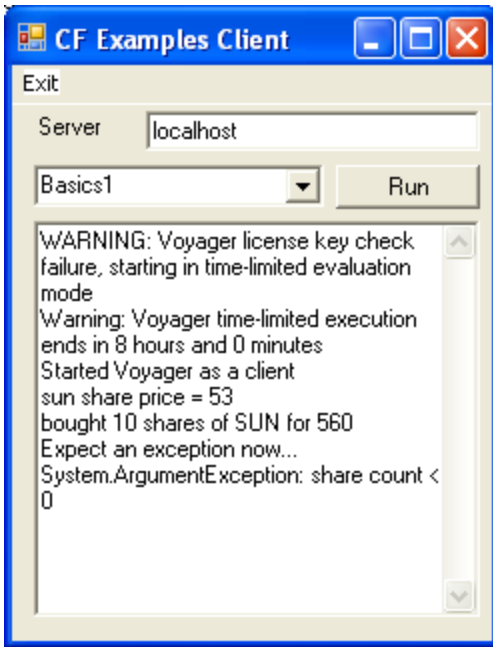 CF Examples Client
Exit
Server localhost
Basics1 Run
WARNING: Voyager license key check
failure, starting in time-limited evaluation
mode
Warning: Voyager time-limited execution
ends in 8 hours and 0 minutes
Started Voyager as a client
sun share price = 53
bought 10 shares of SUN for 560
Expect an exception now...
System.ArgumentException: share count <
0